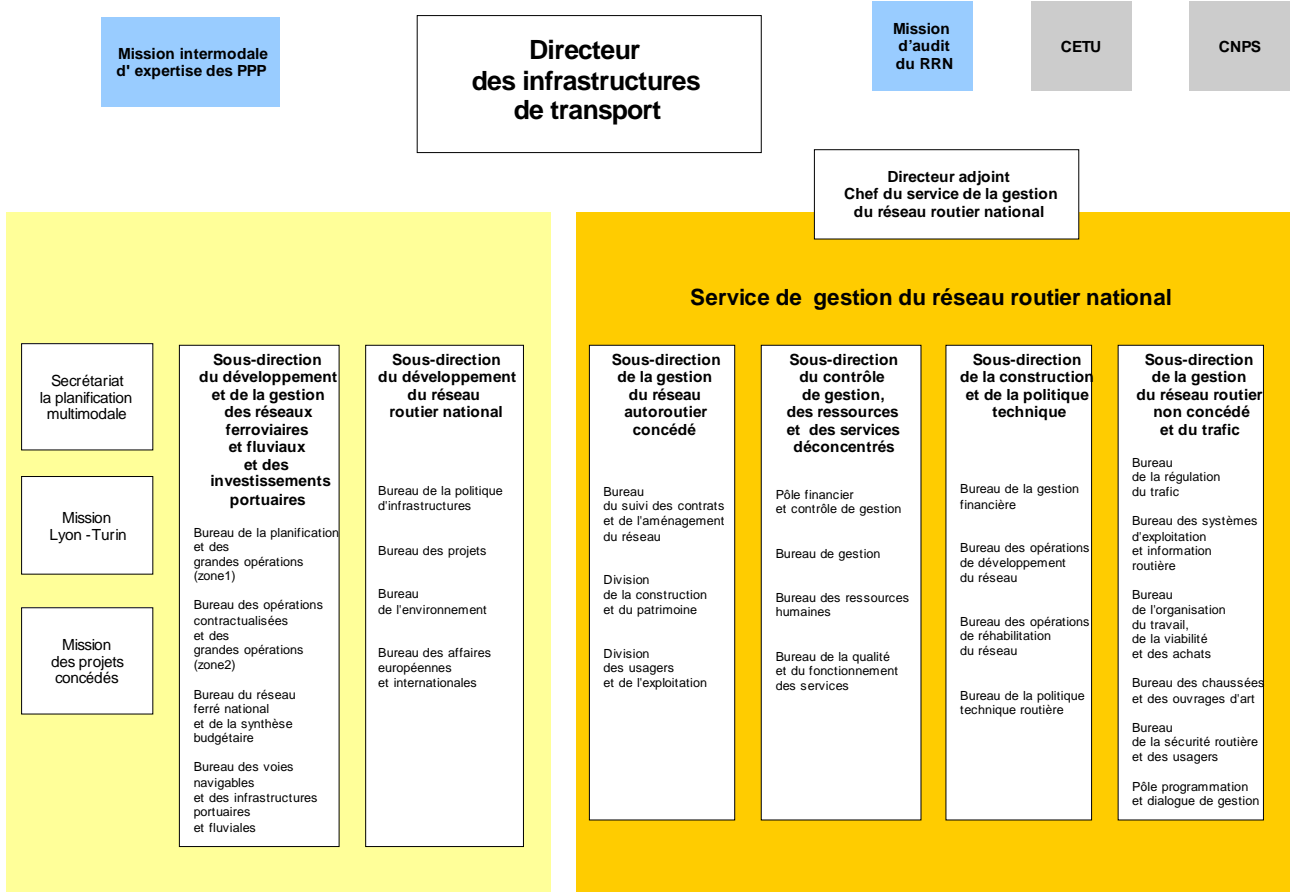 Mission intermodale
d' expertise des PPP
Directeur
des infrastructures
de transport
Mission
d'audit
du RRN
CETU
CNPS
Directeur adjoint
Chef du service de la gestion
du réseau routier national
Service de gestion du réseau routier national
Secrétariat
la planification
multimodale
Mission
Lyon -Turin
Mission
des projets
concédés
Sous-direction
du développement
et de la gestion
des réseaux
ferroviaires
et fluviaux
et des
investissements
portuaires
Bureau de la planification
et des
grandes opérations
(zone1)
Bureau des opérations
contractualisées
et des
grandes opérations
(zone2)
Bureau du réseau
ferré national
et de la synthèse
budgétaire
Bureau des voies
navigables
et des infrastructures
portuaires
et fluviales
Sous-direction
du développement
du réseau
routier national
Bureau de la politique
d'infrastructures
Bureau des projets
Bureau
de l'environnement
Bureau des affaires
européennes
et internationales
Sous-direction
de la gestion
du réseau
autoroutier
concédé
Bureau
du suivi des contrats
et de l'aménagement
du réseau
Division
de la construction
et du patrimoine
Division
des usagers
et de l'exploitation
Sous-direction
du contrôle
de gestion,
des ressources
et des services
déconcentrés
Pôle financier
et contrôle de gestion
Bureau de gestion
Bureau des ressources
humaines
Bureau de la qualité
et du fonctionnement
des services
Sous-direction
de la construction
et de la politique
technique
Bureau de la gestion
financière
Bureau des opérations
de développement
du réseau
Bureau des opérations
de réhabilitation
du réseau
Bureau de la politique
technique routière
Sous-direction
de la gestion
du réseau routier
non concédé
et du trafic
Bureau
de la régulation
du trafic
Bureau des systèmes
d'exploitation
et information
routière
Bureau
de l'organisation
du travail,
de la viabilité
et des achats
Bureau des chaussées
et des ouvrages d'art
Bureau
de la sécurité routière
et des usagers
Pôle programmation
et dialogue de gestion